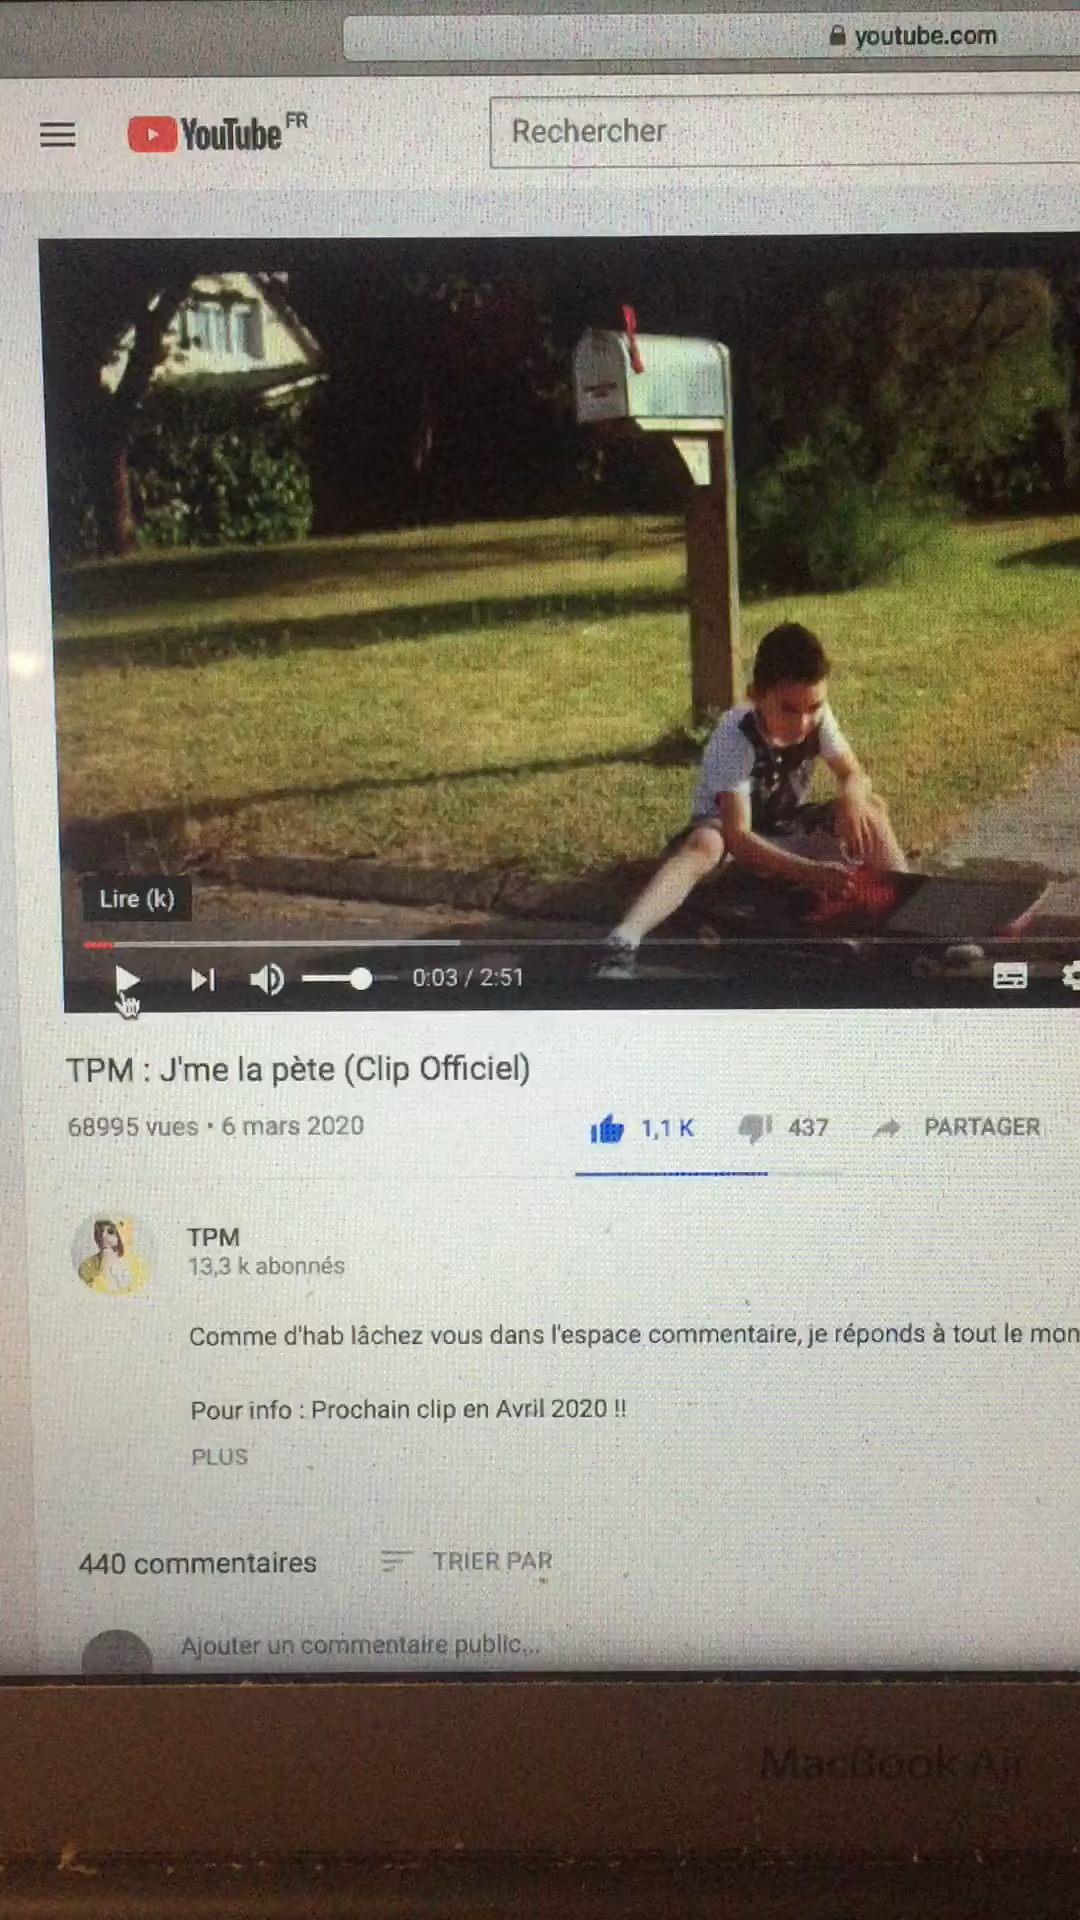 youtube.com
YouTube FR
Rechercher
Lire (k)
0:03 / 2:51
TPM : J'me la pète (Clip Officiel)
68995 vues • 6 mars 2020
1,1 K
437
PARTAGER
TPM
13,3 k abonnés
Comme d'hab lâchez vous dans l'espace commentaire, je réponds à tout le mon
Pour info : Prochain clip en Avril 2020 !!
PLUS
440 commentaires
TRIER PAR
Ajouter un commentaire public...
MacBook Air